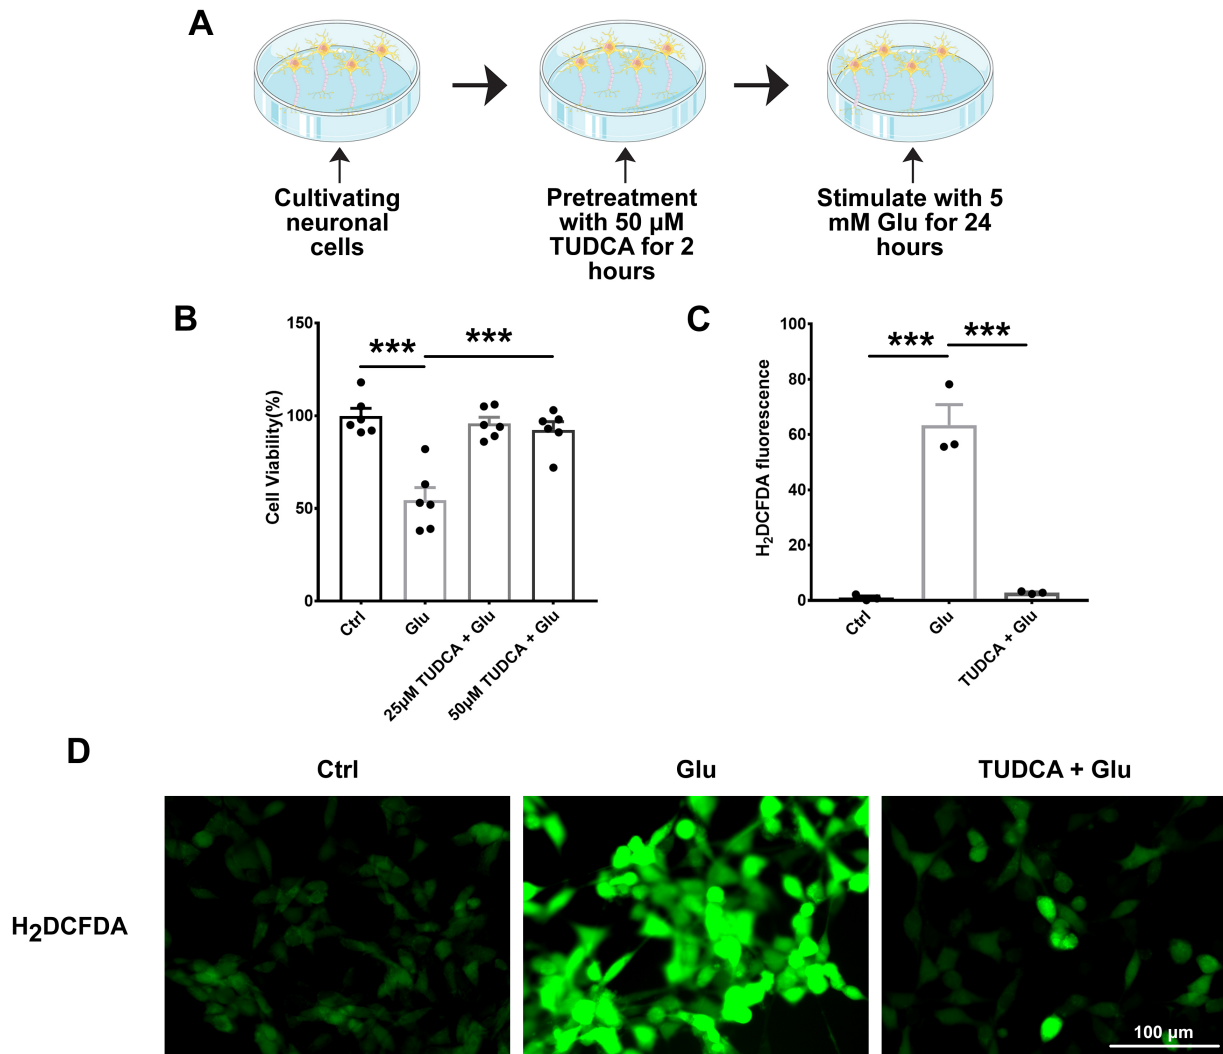 A
Cultivating
neuronal
cells
Pretreatment
with 50 µM
TUDCA for 2
hours
Stimulate with 5
mM Glu for 24
hours
B
Cell Viability(%)
150
100
50
0
***
***
Ctrl
Glu
25µM TUDCA + Glu
50µM TUDCA + Glu
C
H₂DCFDA fluorescence
100
80
60
40
20
0
***
***
Ctrl
Glu
TUDCA + Glu
D
Ctrl
Glu
TUDCA + Glu
H₂DCFDA
100 µm